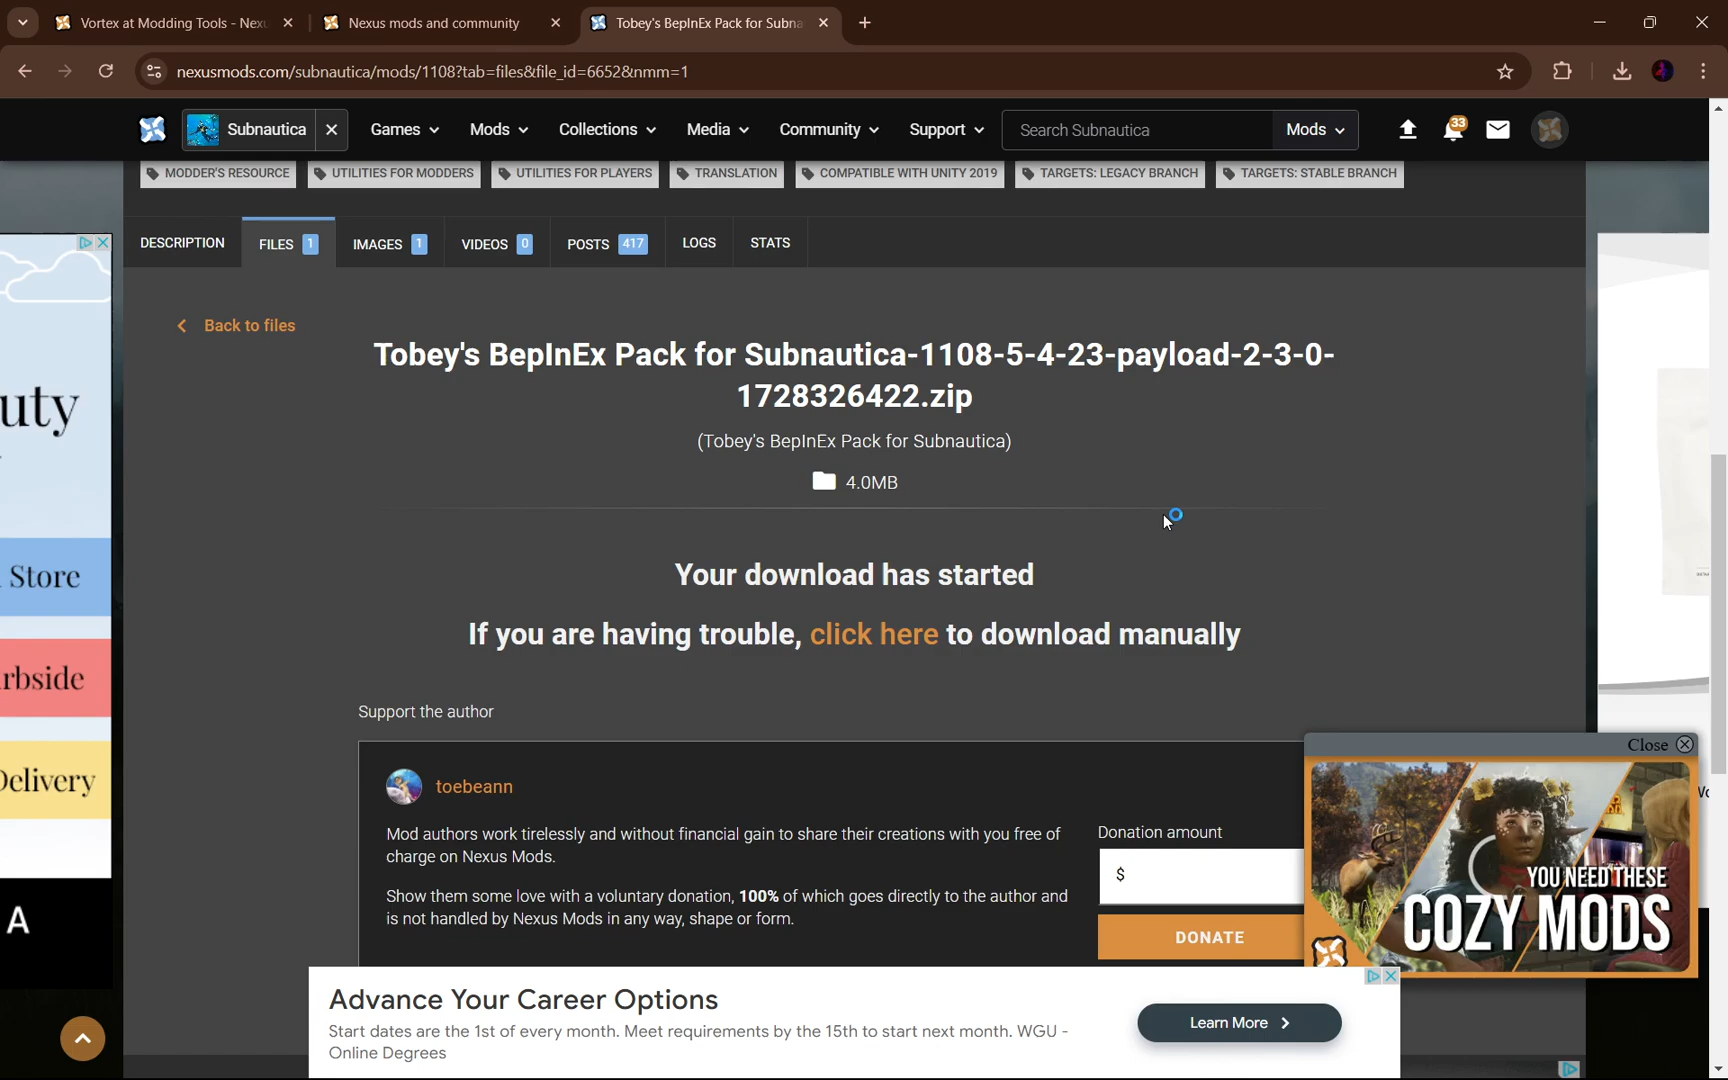 Vortex at Modding Tools - Nex
Nexus mods and community
Tobey's BepInEx Pack for Subna
nexusmods.com/subnautica/mods/1108?tab=files&file_id=6652&nmm=1
Subnautica
Games
Mods
Collections
Media
Community
Support
Search Subnautica
Mods
33
MODDER'S RESOURCE
UTILITIES FOR MODDERS
UTILITIES FOR PLAYERS
TRANSLATION
COMPATIBLE WITH UNITY 2019
TARGETS: LEGACY BRANCH
TARGETS: STABLE BRANCH
DESCRIPTION
FILES 1
IMAGES 1
VIDEOS 0
POSTS 417
LOGS
STATS
Back to files
Tobey's BepInEx Pack for Subnautica-1108-5-4-23-payload-2-3-0-
1728326422.zip
(Tobey's BepInEx Pack for Subnautica)
4.0MB
Your download has started
If you are having trouble, click here to download manually
Support the author
toebeann
Mod authors work tirelessly and without financial gain to share their creations with you free of
charge on Nexus Mods.
Show them some love with a voluntary donation, 100% of which goes directly to the author and
is not handled by Nexus Mods in any way, shape or form.
Donation amount
$
DONATE
uty
Store
rbside
Delivery
A
Close
YOU NEED THESE
COZY MODS
Advance Your Career Options
Start dates are the 1st of every month. Meet requirements by the 15th to start next month. WGU -
Online Degrees
Learn More